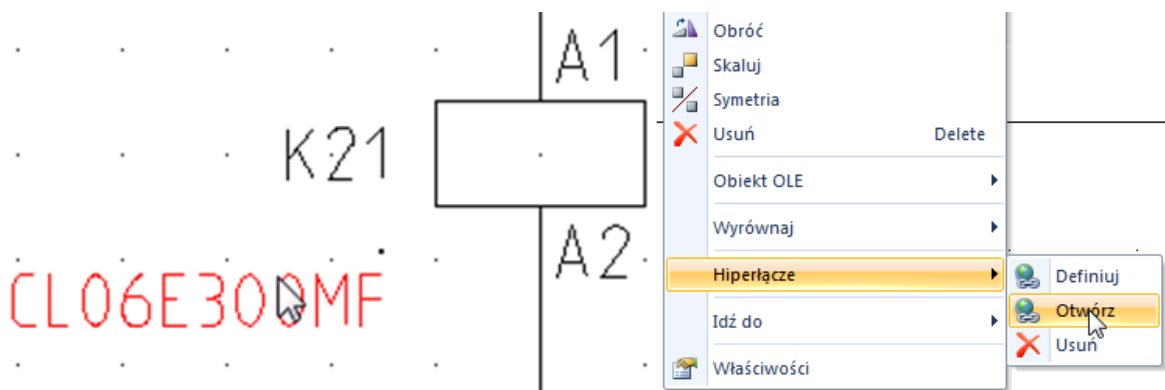 A1
K21
A2
CL06E300MF
Obróć
Skaluj
Symetria
Usuń Delete
Obiekt OLE
Wyrównaj
Hiperłącze
Idź do
Właściwości
Definiuj
Otwórz
Usuń